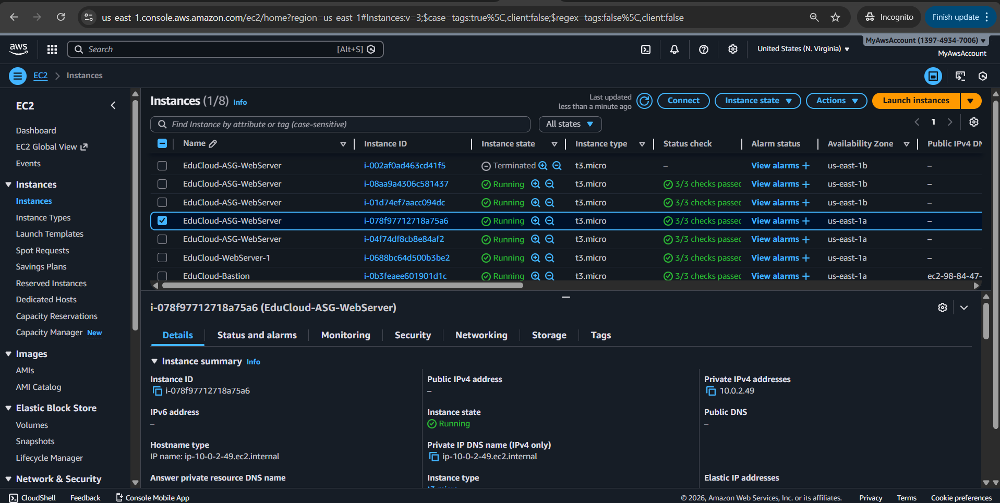 us-east-1.console.aws.amazon.com/ec2/home?region=us-east-1#Instances:v=3;$case=tags:true%5C,client:false;$regex=tags:false%5C,client:false
Incognito
Finish update
aws
Search
[Alt+S]
United States (N. Virginia)
MyAwsAccount (1397-4934-7006)
MyAwsAccount
EC2
Instances
EC2
Dashboard
EC2 Global View
Events
Instances
Instances
Instance Types
Launch Templates
Spot Requests
Savings Plans
Reserved Instances
Dedicated Hosts
Capacity Reservations
Capacity Manager New
Images
AMIs
AMI Catalog
Elastic Block Store
Volumes
Snapshots
Lifecycle Manager
Network & Security
Instances (1/8) Info
Last updated
less than a minute ago
Connect
Instance state
Actions
Launch instances
Find Instance by attribute or tag (case-sensitive)
All states
1
Name Instance ID Instance state Instance type Status check Alarm status Availability Zone Public IPv4 DN
EduCloud-ASG-WebServer i-002af0ad463cd41f5 Terminated t3.micro – View alarms + us-east-1b –
EduCloud-ASG-WebServer i-08aa9a4306c581437 Running t3.micro 3/3 checks passec View alarms + us-east-1b –
EduCloud-ASG-WebServer i-01d74ef7aacc094dc Running t3.micro 3/3 checks passec View alarms + us-east-1b –
EduCloud-ASG-WebServer i-078f97712718a75a6 Running t3.micro 3/3 checks passec View alarms + us-east-1a –
EduCloud-ASG-WebServer i-04f74df8cb8e84af2 Running t3.micro 3/3 checks passec View alarms + us-east-1a –
EduCloud-WebServer-1 i-0688bc64d500b3be2 Running t3.micro 3/3 checks passec View alarms + us-east-1a –
EduCloud-Bastion i-0b3feaee601901d1c Running t3.micro 3/3 checks passec View alarms + us-east-1a ec2-98-84-47-
i-078f97712718a75a6 (EduCloud-ASG-WebServer)
Details
Status and alarms
Monitoring
Security
Networking
Storage
Tags
Instance summary Info
Instance ID
i-078f97712718a75a6
Public IPv4 address
–
Private IPv4 addresses
10.0.2.49
IPv6 address
–
Instance state
Running
Public DNS
–
Hostname type
IP name: ip-10-0-2-49.ec2.internal
Private IP DNS name (IPv4 only)
ip-10-0-2-49.ec2.internal
Answer private resource DNS name
Instance type
Elastic IP addresses
CloudShell
Feedback
Console Mobile App
© 2026, Amazon Web Services, Inc. or its affiliates.
Privacy
Terms
Cookie preferences